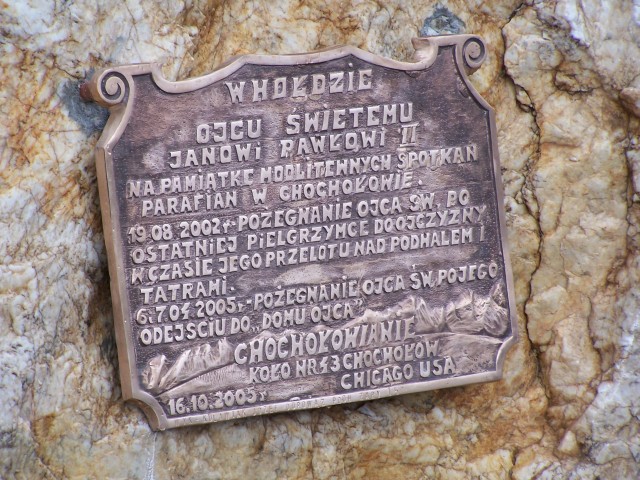 W HOŁDZIE
OJCU ŚWIĘTEMU
JANOWI PAWŁOWI II
NA PAMIĄTKĘ MODLITEWNYCH SPOTKAŃ
PARAFIAN W CHOCHOŁOWIE.
19.08.2002r-POŻEGNANIE OJCA ŚW. PO
OSTATNIEJ PIELGRZYMCE DO OJCZYZNY
W CZASIE JEGO PRZELOTU NAD PODHALEM I
TATRAMI.
6.7.04.2005r.-POŻEGNANIE OJCA ŚW. PO JEGO
ODEJŚCIU DO „DOMU OJCA”
CHOCHOŁOWIANIE
KOŁO NR 43 CHOCHOŁÓW
CHICAGO USA
16.10.2005r